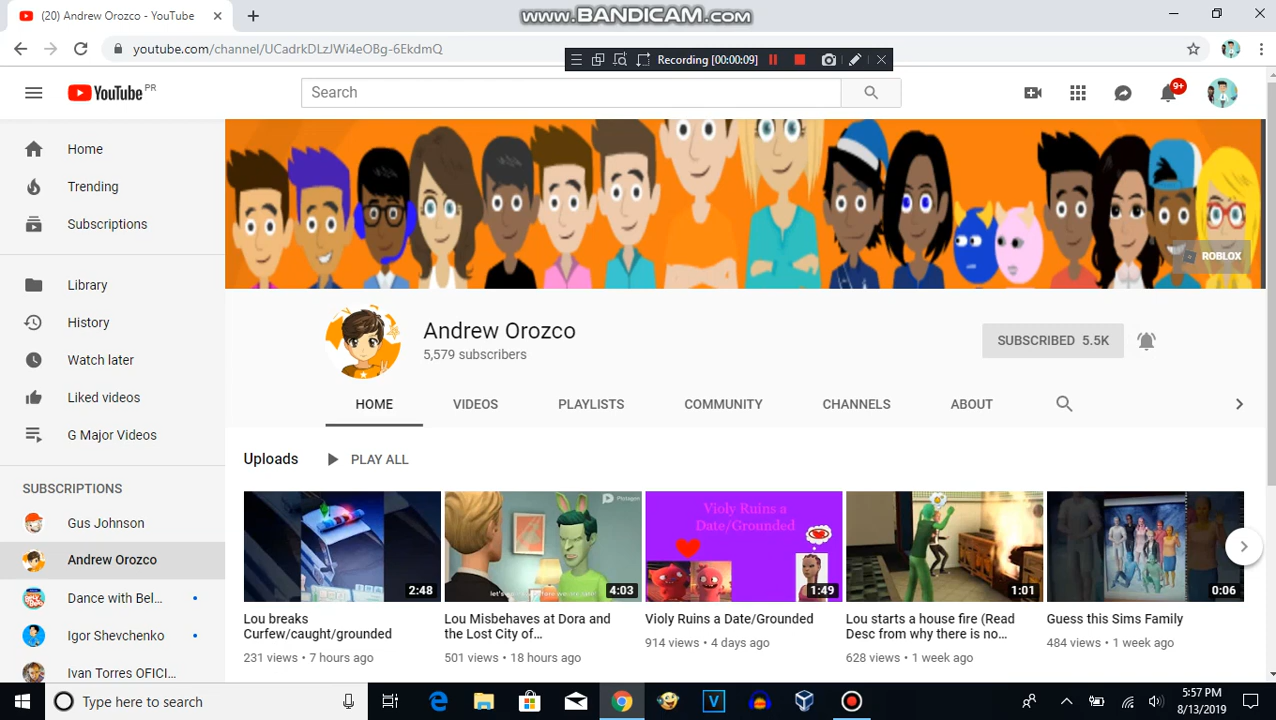 (20) Andrew Orozco - YouTube
www.BANDICAM.com
youtube.com/channel/UCadrkDLzJWi4eOBg-6EkdmQ
Recording [00:00:09]
YouTube PR
Search
9+
Home
Trending
Subscriptions
Library
History
Watch later
Liked videos
G Major Videos
SUBSCRIPTIONS
Gus Johnson
Andrew Orozco
Dance with Bel...
Igor Shevchenko
Ivan Torres OFICI...
ROBLOX
Andrew Orozco
5,579 subscribers
SUBSCRIBED 5.5K
HOME VIDEOS PLAYLISTS COMMUNITY CHANNELS ABOUT
Uploads PLAY ALL
2:48
Lou breaks
Curfew/caught/grounded
231 views • 7 hours ago
Plotagon
4:03
Lou Misbehaves at Dora and
the Lost City of...
501 views • 18 hours ago
Violy Ruins a
Date/Grounded
1:49
Violy Ruins a Date/Grounded
914 views • 4 days ago
1:01
Lou starts a house fire (Read
Desc from why there is no...
628 views • 1 week ago
0:06
Guess this Sims Family
484 views • 1 week ago
Type here to search
5:57 PM
8/13/2019